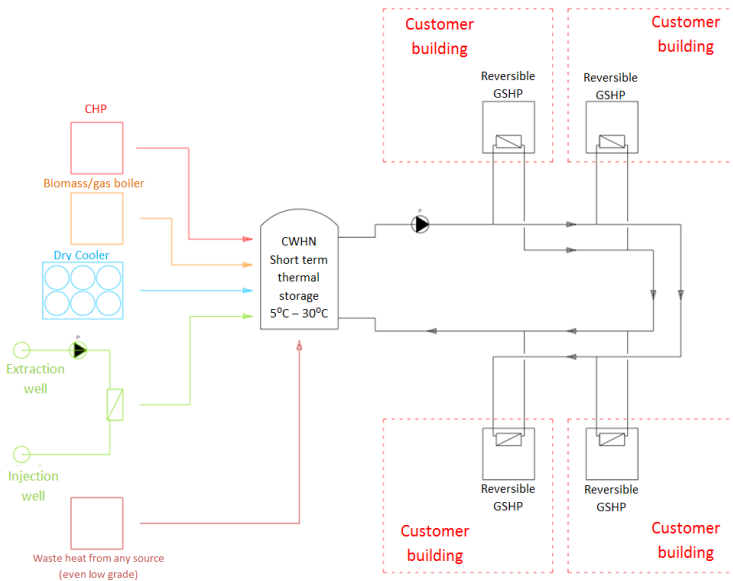 Customer
building
Customer
building
Reversible
GSHP
Reversible
GSHP
CHP
Biomass/gas boiler
Dry Cooler
CWHN
Short term
thermal
storage
5⁰C – 30⁰C
P
P
Extraction
well
Injection
well
Reversible
GSHP
Reversible
GSHP
Customer
building
Customer
building
Waste heat from any source
(even low grade)